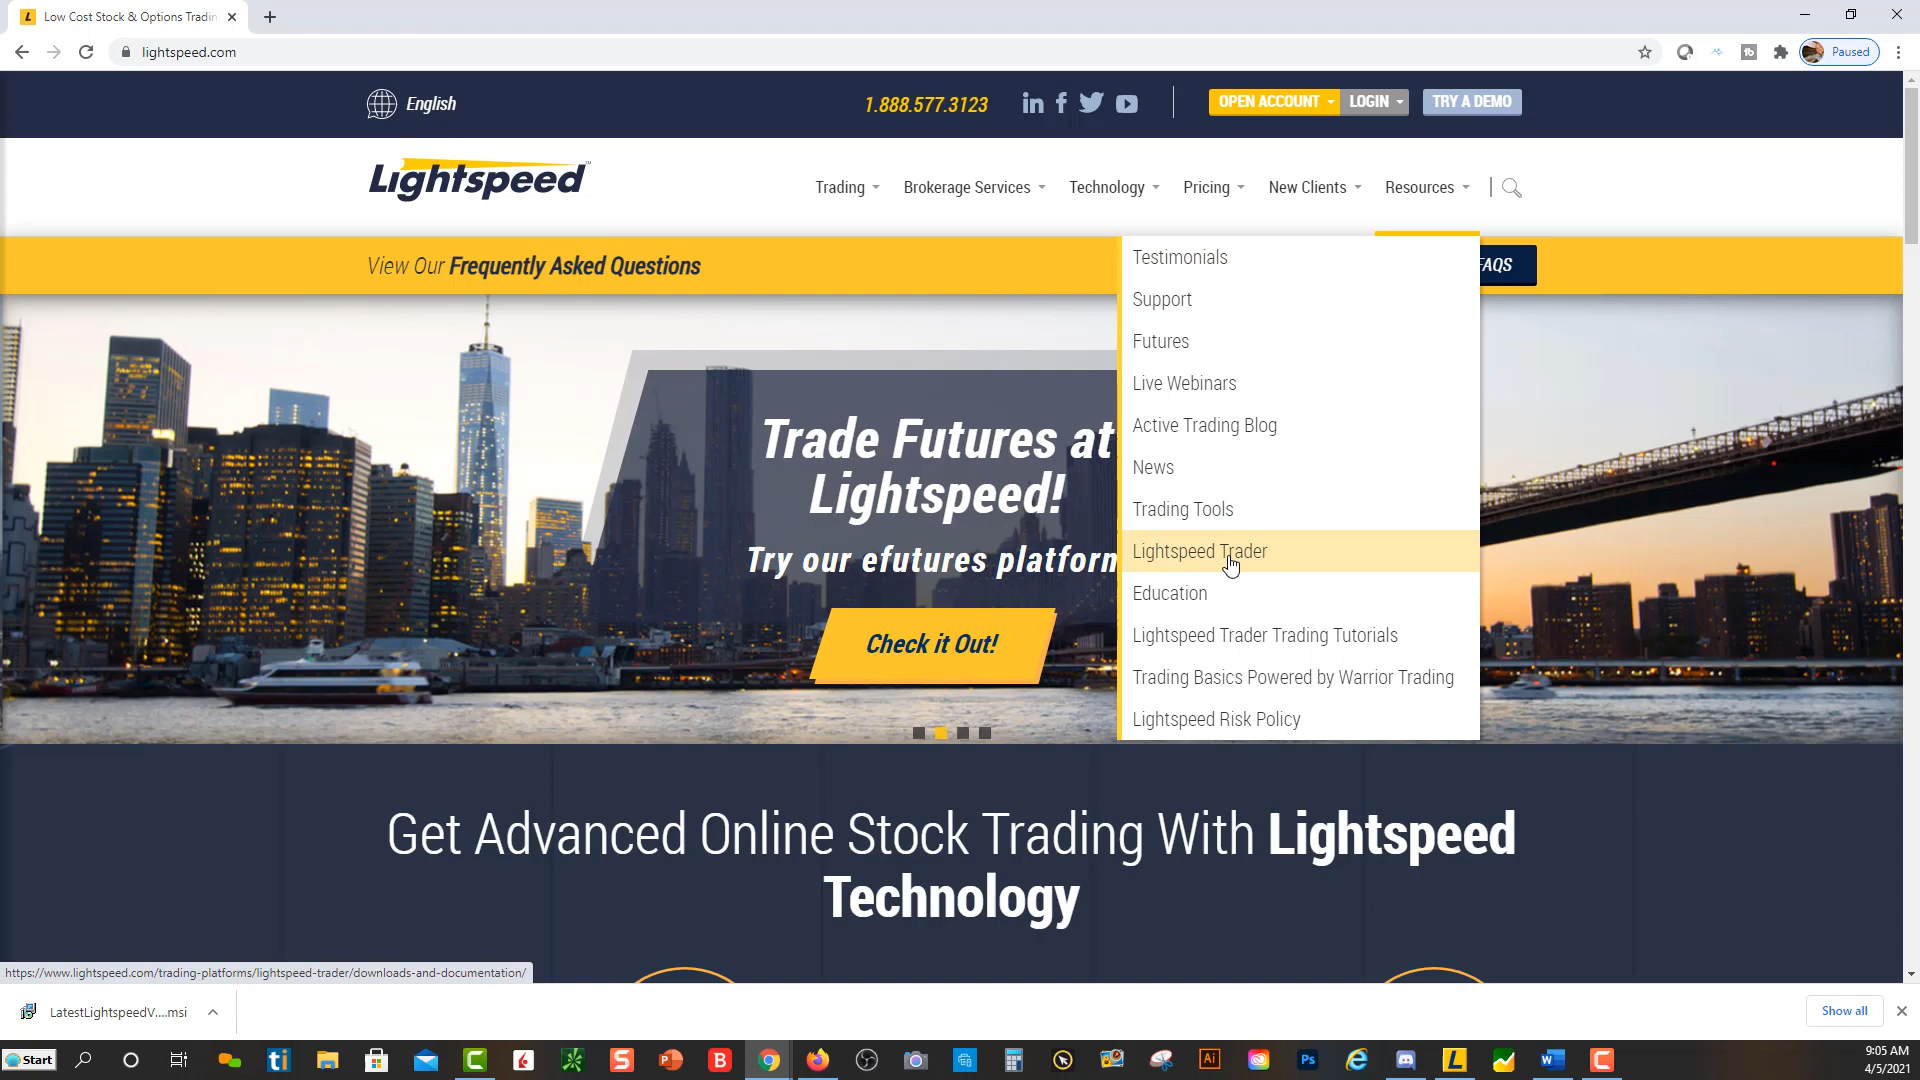 Low Cost Stock & Options Tradin
lightspeed.com
Paused
English
1.888.577.3123
OPEN ACCOUNT
LOGIN
TRY A DEMO
Lightspeed
Trading
Brokerage Services
Technology
Pricing
New Clients
Resources
View Our Frequently Asked Questions
FAQS
Testimonials
Support
Futures
Live Webinars
Active Trading Blog
News
Trading Tools
Lightspeed Trader
Education
Lightspeed Trader Trading Tutorials
Trading Basics Powered by Warrior Trading
Lightspeed Risk Policy
Trade Futures at
Lightspeed!
Try our efutures platform
Check it Out!
Get Advanced Online Stock Trading With Lightspeed
Technology
https://www.lightspeed.com/trading-platforms/lightspeed-trader/downloads-and-documentation/
LatestLightspeedV....msi
Show all
Start
9:05 AM
4/5/2021